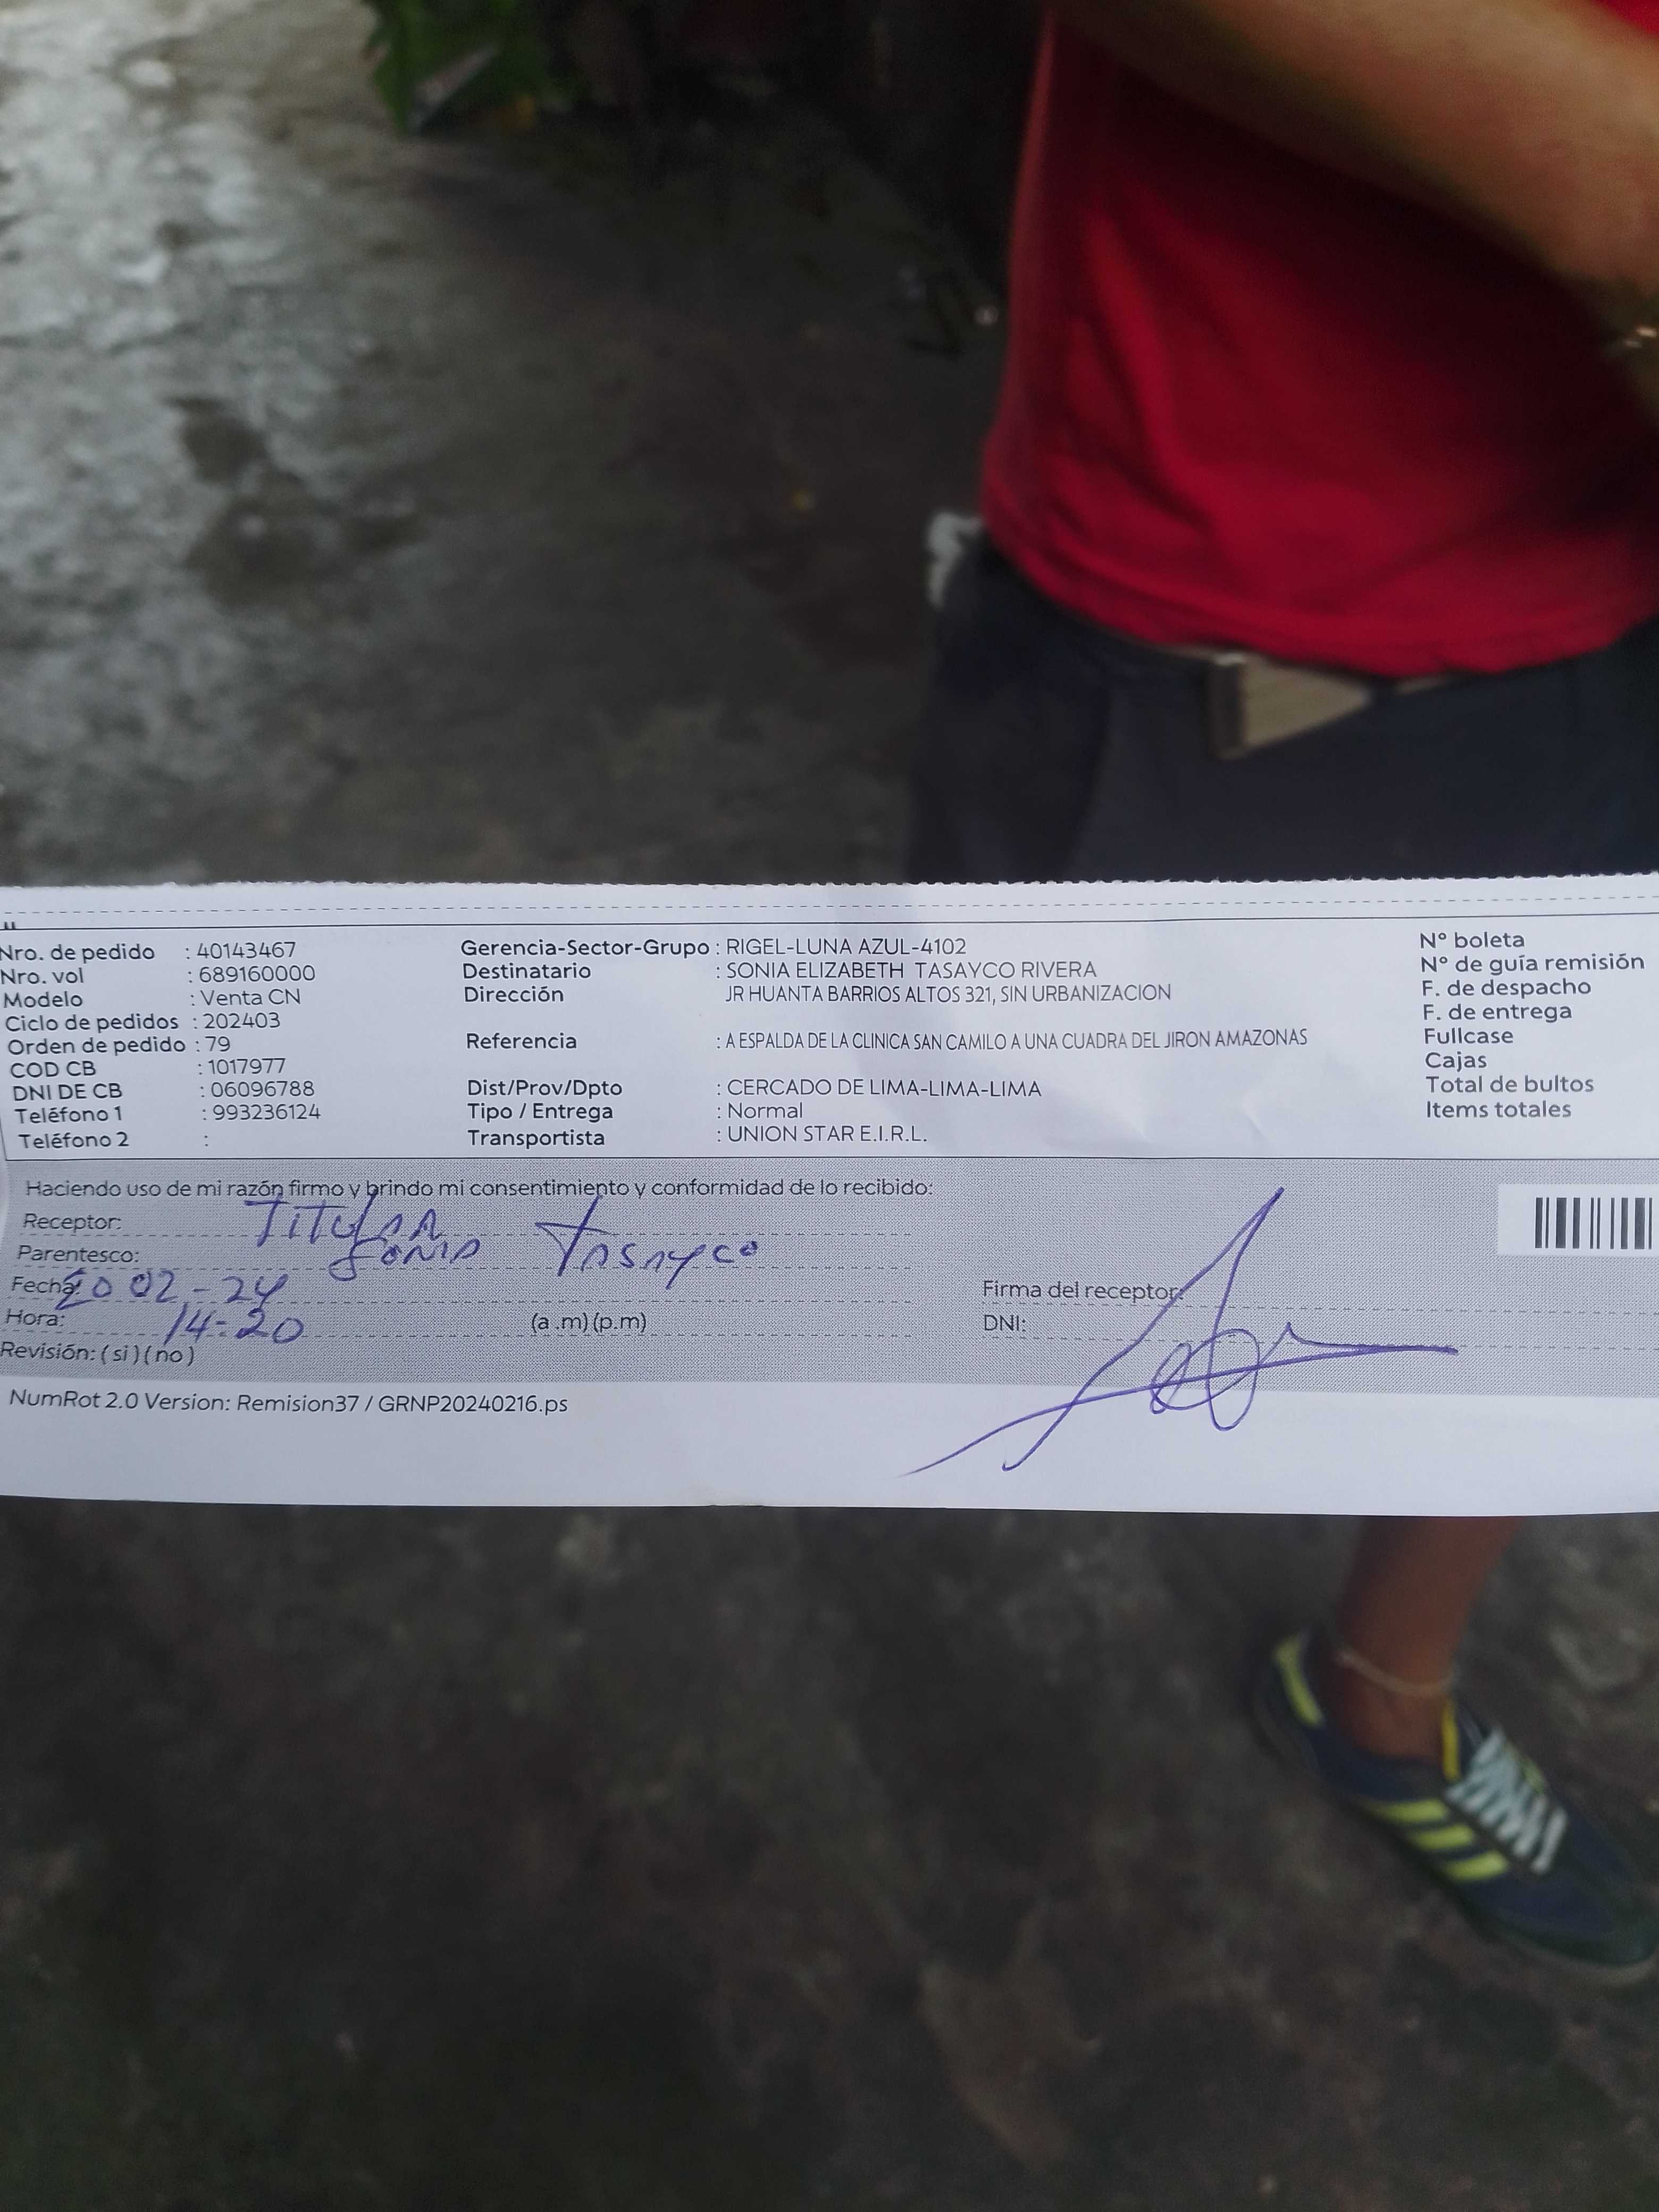 Nro. de pedido : 40143467
Nro. vol : 689160000
Modelo : Venta CN
Ciclo de pedidos : 202403
Orden de pedido : 79
COD CB : 1017977
DNI DE CB : 06096788
Teléfono 1 : 993236124
Teléfono 2 :
Gerencia-Sector-Grupo : RIGEL-LUNA AZUL-4102
Destinatario : SONIA ELIZABETH TASAYCO RIVERA
Dirección JR HUANTA BARRIOS ALTOS 321, SIN URBANIZACION
Referencia : A ESPALDA DE LA CLINICA SAN CAMILO A UNA CUADRA DEL JIRON AMAZONAS
Dist/Prov/Dpto : CERCADO DE LIMA-LIMA-LIMA
Tipo / Entrega : Normal
Transportista : UNION STAR E.I.R.L.
N° boleta
N° de guía remisión
F. de despacho
F. de entrega
Fullcase
Cajas
Total de bultos
Items totales
Haciendo uso de mi razón firmo y brindo mi consentimiento y conformidad de lo recibido:
Receptor: TITULAR
Parentesco: SONIA TASAYCO
Fecha: 20 02-24
Hora: 14:20 (a .m) (p.m)
Revisión: ( si ) ( no )
Firma del receptor:
DNI:
NumRot 2.0 Version: Remision37 / GRNP20240216.ps